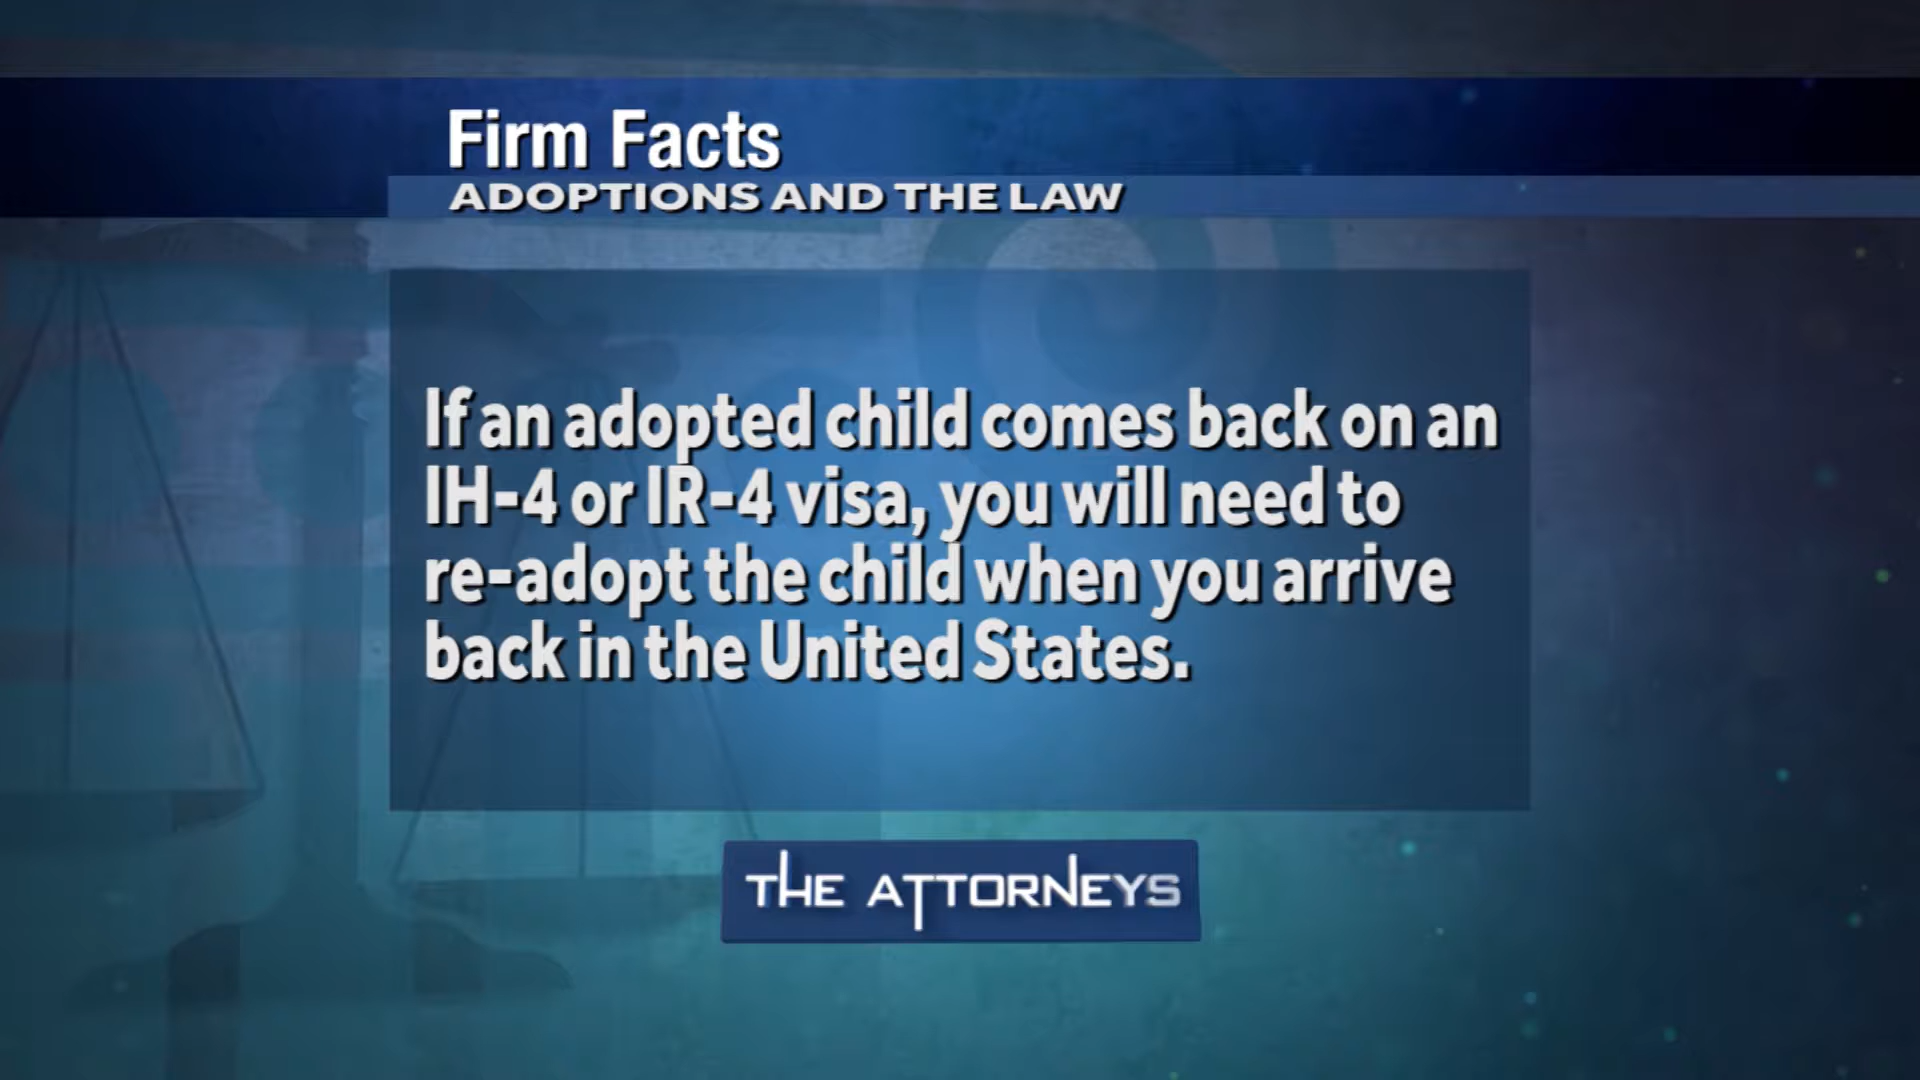 Firm Facts
ADOPTIONS AND THE LAW
If an adopted child comes back on an
IH-4 or IR-4 visa, you will need to
re-adopt the child when you arrive
back in the United States.
THE ATTORNEYS